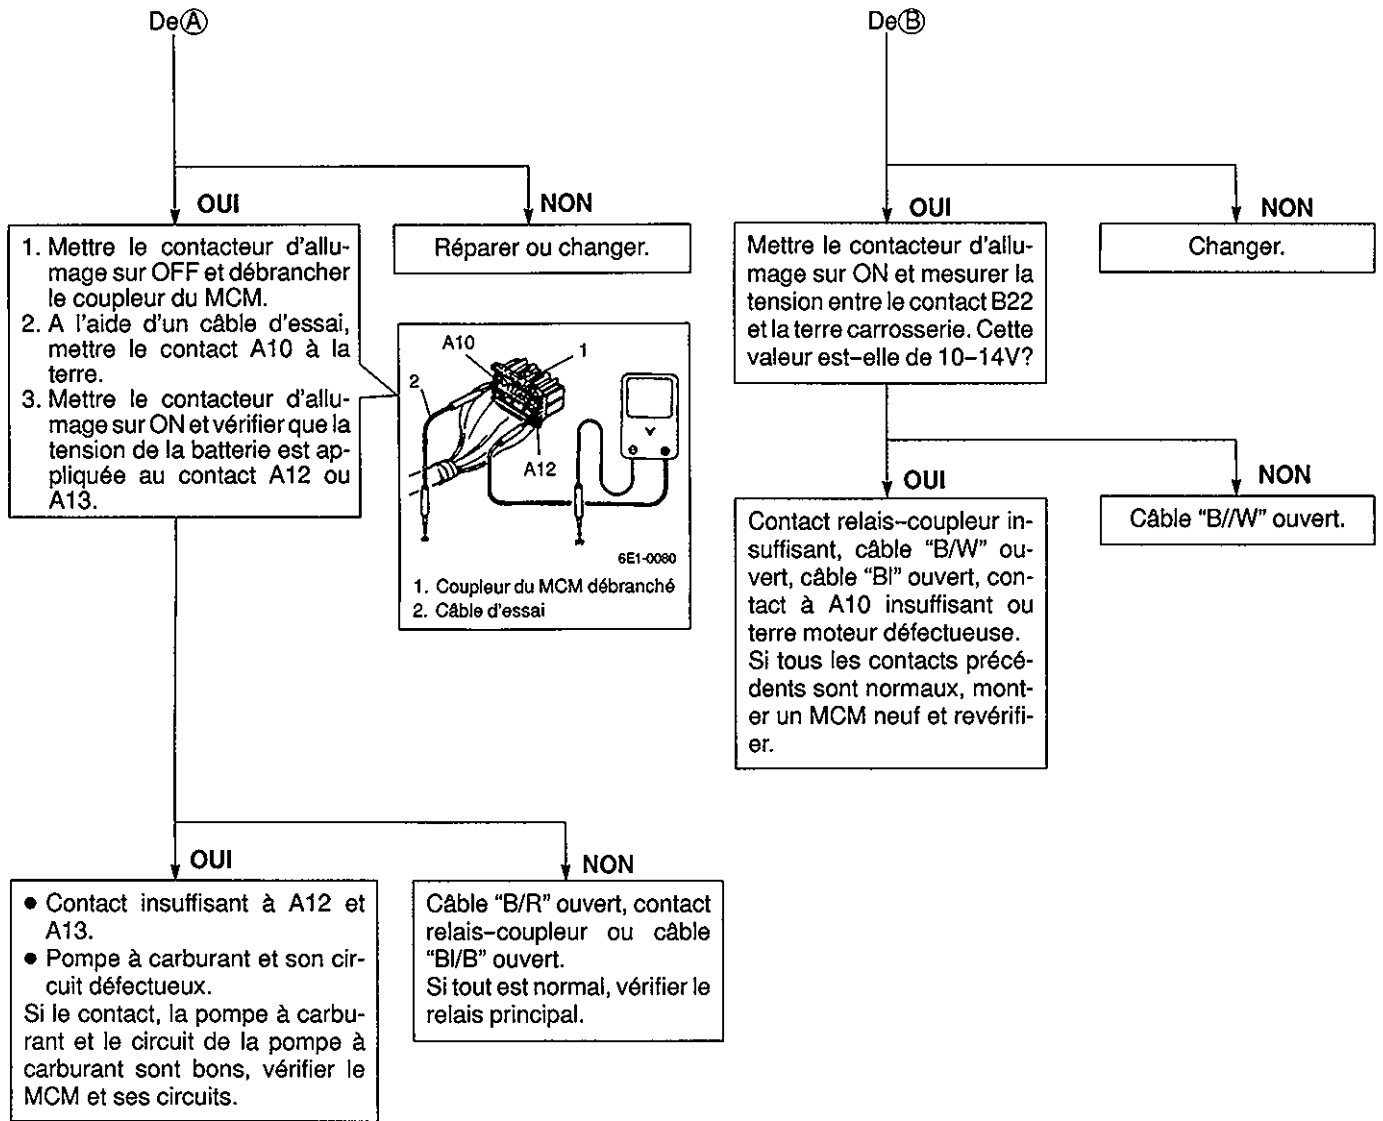 DeⒶ
OUI
NON
1. Mettre le contacteur d'allu-
mage sur OFF et débrancher
le coupleur du MCM.
2. A l'aide d'un câble d'essai,
mettre le contact A10 à la
terre.
3. Mettre le contacteur d'allu-
mage sur ON et vérifier que la
tension de la batterie est ap-
pliquée au contact A12 ou
A13.
Réparer ou changer.
A10
1
2
A12
6E1-0080
1. Coupleur du MCM débranché
2. Câble d'essai
OUI
NON
● Contact insuffisant à A12 et
A13.
● Pompe à carburant et son cir-
cuit défectueux.
Si le contact, la pompe à carbu-
rant et le circuit de la pompe à
carburant sont bons, vérifier le
MCM et ses circuits.
Câble “B/R” ouvert, contact
relais–coupleur ou câble
“BI/B” ouvert.
Si tout est normal, vérifier le
relais principal.
DeⒷ
OUI
NON
Mettre le contacteur d'allu-
mage sur ON et mesurer la
tension entre le contact B22
et la terre carrosserie. Cette
valeur est–elle de 10–14V?
Changer.
OUI
NON
Contact relais–coupleur in-
suffisant, câble “B/W” ou-
vert, câble “BI” ouvert, con-
tact à A10 insuffisant ou
terre moteur défectueuse.
Si tous les contacts précé-
dents sont normaux, mont-
er un MCM neuf et revérifi-
er.
Câble “B//W” ouvert.